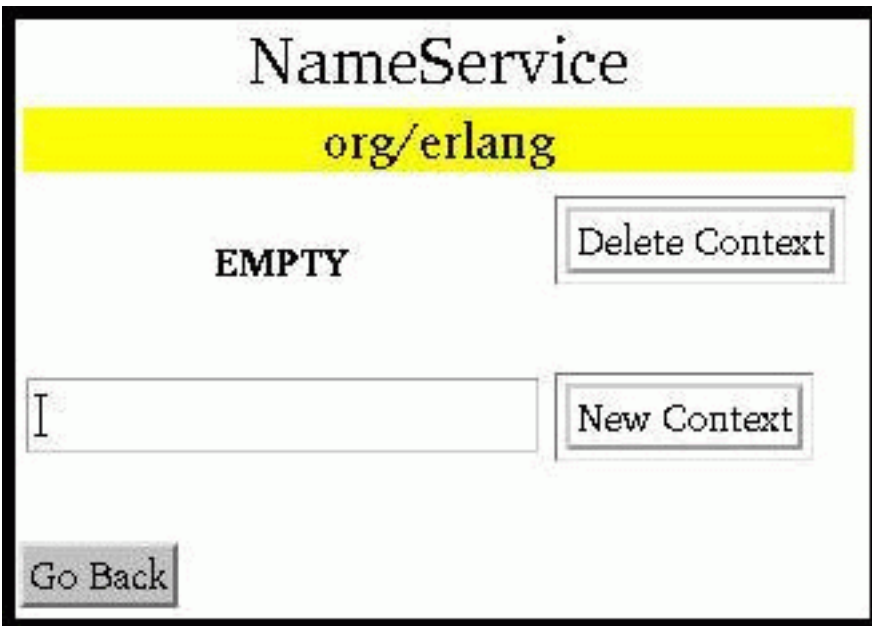 NameService
org/erlang
EMPTY
Delete Context
New Context
Go Back